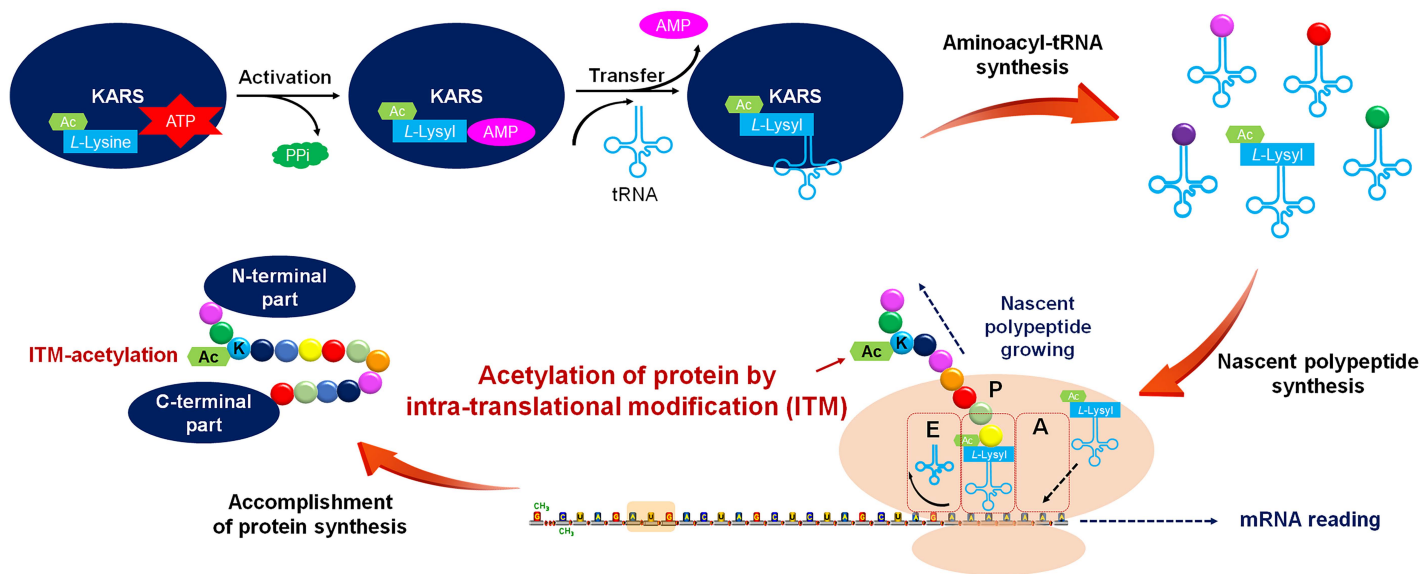 KARS
Ac
L-Lysine
ATP
Activation
PPi
KARS
Ac
L-Lysyl
AMP
Transfer
AMP
tRNA
KARS
Ac
L-Lysyl
Aminoacyl-tRNA
synthesis
Ac
L-Lysyl
Nascent polypeptide
synthesis
Nascent
polypeptide
growing
Ac
K
P
E
A
Ac
L-Lysyl
Ac
L-Lysyl
Acetylation of protein by
intra-translational modification (ITM)
CH3
G C U A G A U G A C U A G C U C U A G C U A G A A A A A A A
CH3
mRNA reading
Accomplishment
of protein synthesis
N-terminal
part
ITM-acetylation
Ac
K
C-terminal
part